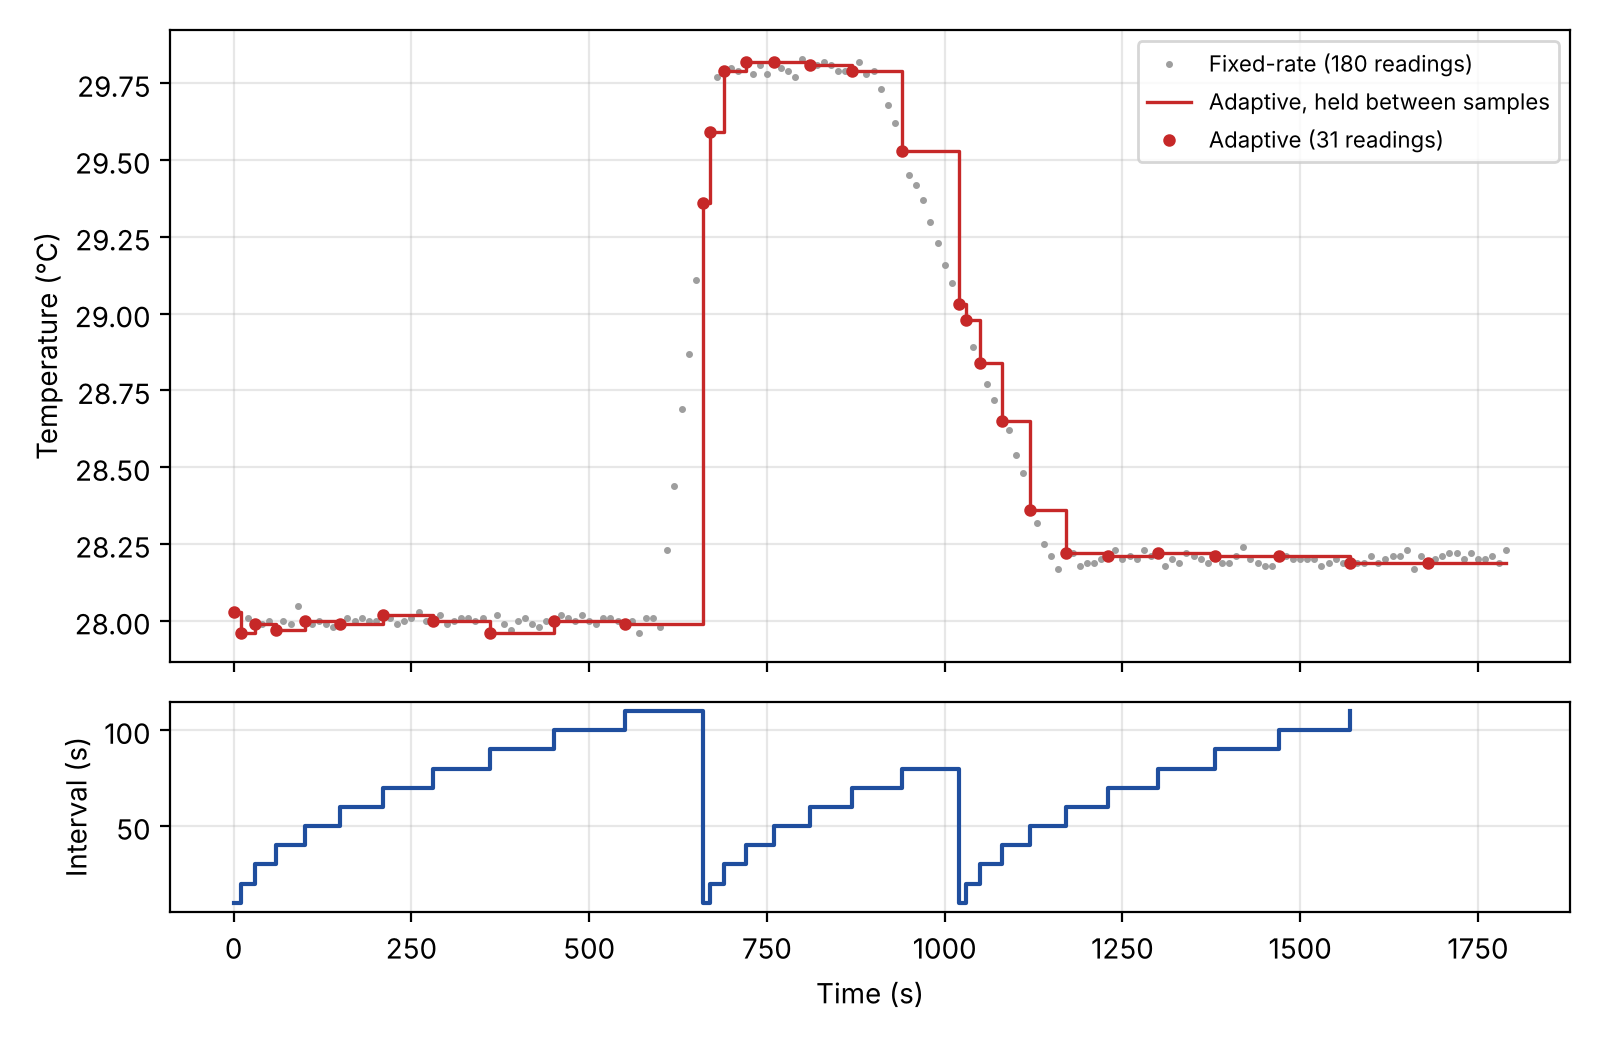 Fixed-rate (180 readings)
Adaptive, held between samples
Adaptive (31 readings)
Temperature (°C)
29.75
29.50
29.25
29.00
28.75
28.50
28.25
28.00
Interval (s)
100
50
0 250 500 750 1000 1250 1500 1750
Time (s)